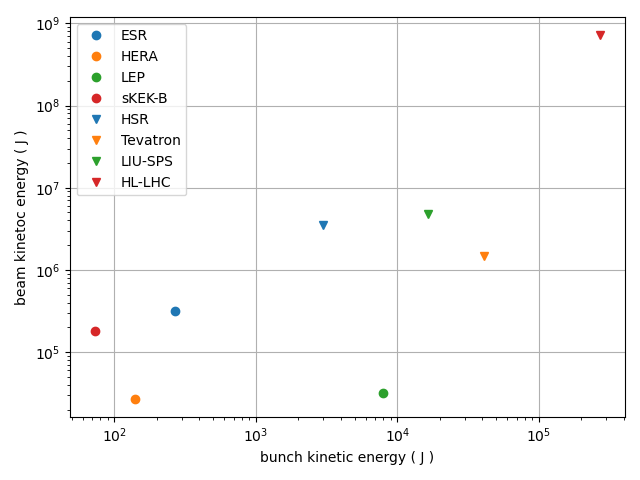 10⁹
10⁸
10⁷
10⁶
10⁵
beam kinetoc energy ( J )
ESR
HERA
LEP
sKEK-B
HSR
Tevatron
LIU-SPS
HL-LHC
10² 10³ 10⁴ 10⁵
bunch kinetic energy ( J )